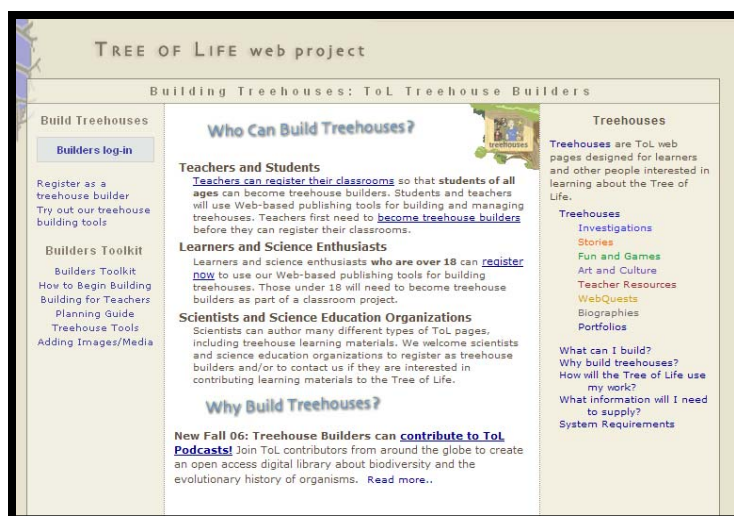 TREE OF LIFE web project
Building Treehouses: ToL Treehouse Builders
Build Treehouses
Builders log-in
Register as a
treehouse builder
Try out our treehouse
building tools
Builders Toolkit
Builders Toolkit
How to Begin Building
Building for Teachers
Planning Guide
Treehouse Tools
Adding Images/Media
Who Can Build Treehouses?
treehouses
Teachers and Students
Teachers can register their classrooms so that students of all
ages can become treehouse builders. Students and teachers
will use Web-based publishing tools for building and managing
treehouses. Teachers first need to become treehouse builders
before they can register their classrooms.
Learners and Science Enthusiasts
Learners and science enthusiasts who are over 18 can register
now to use our Web-based publishing tools for building
treehouses. Those under 18 will need to become treehouse
builders as part of a classroom project.
Scientists and Science Education Organizations
Scientists can author many different types of ToL pages,
including treehouse learning materials. We welcome scientists
and science education organizations to register as treehouse
builders and/or to contact us if they are interested in
contributing learning materials to the Tree of Life.
Why Build Treehouses?
New Fall 06: Treehouse Builders can contribute to ToL
Podcasts! Join ToL contributors from around the globe to create
an open access digital library about biodiversity and the
evolutionary history of organisms. Read more..
Treehouses
Treehouses are ToL web
pages designed for learners
and other people interested in
learning about the Tree of
Life.
Treehouses
Investigations
Stories
Fun and Games
Art and Culture
Teacher Resources
WebQuests
Biographies
Portfolios
What can I build?
Why build treehouses?
How will the Tree of Life use
my work?
What information will I need
to supply?
System Requirements